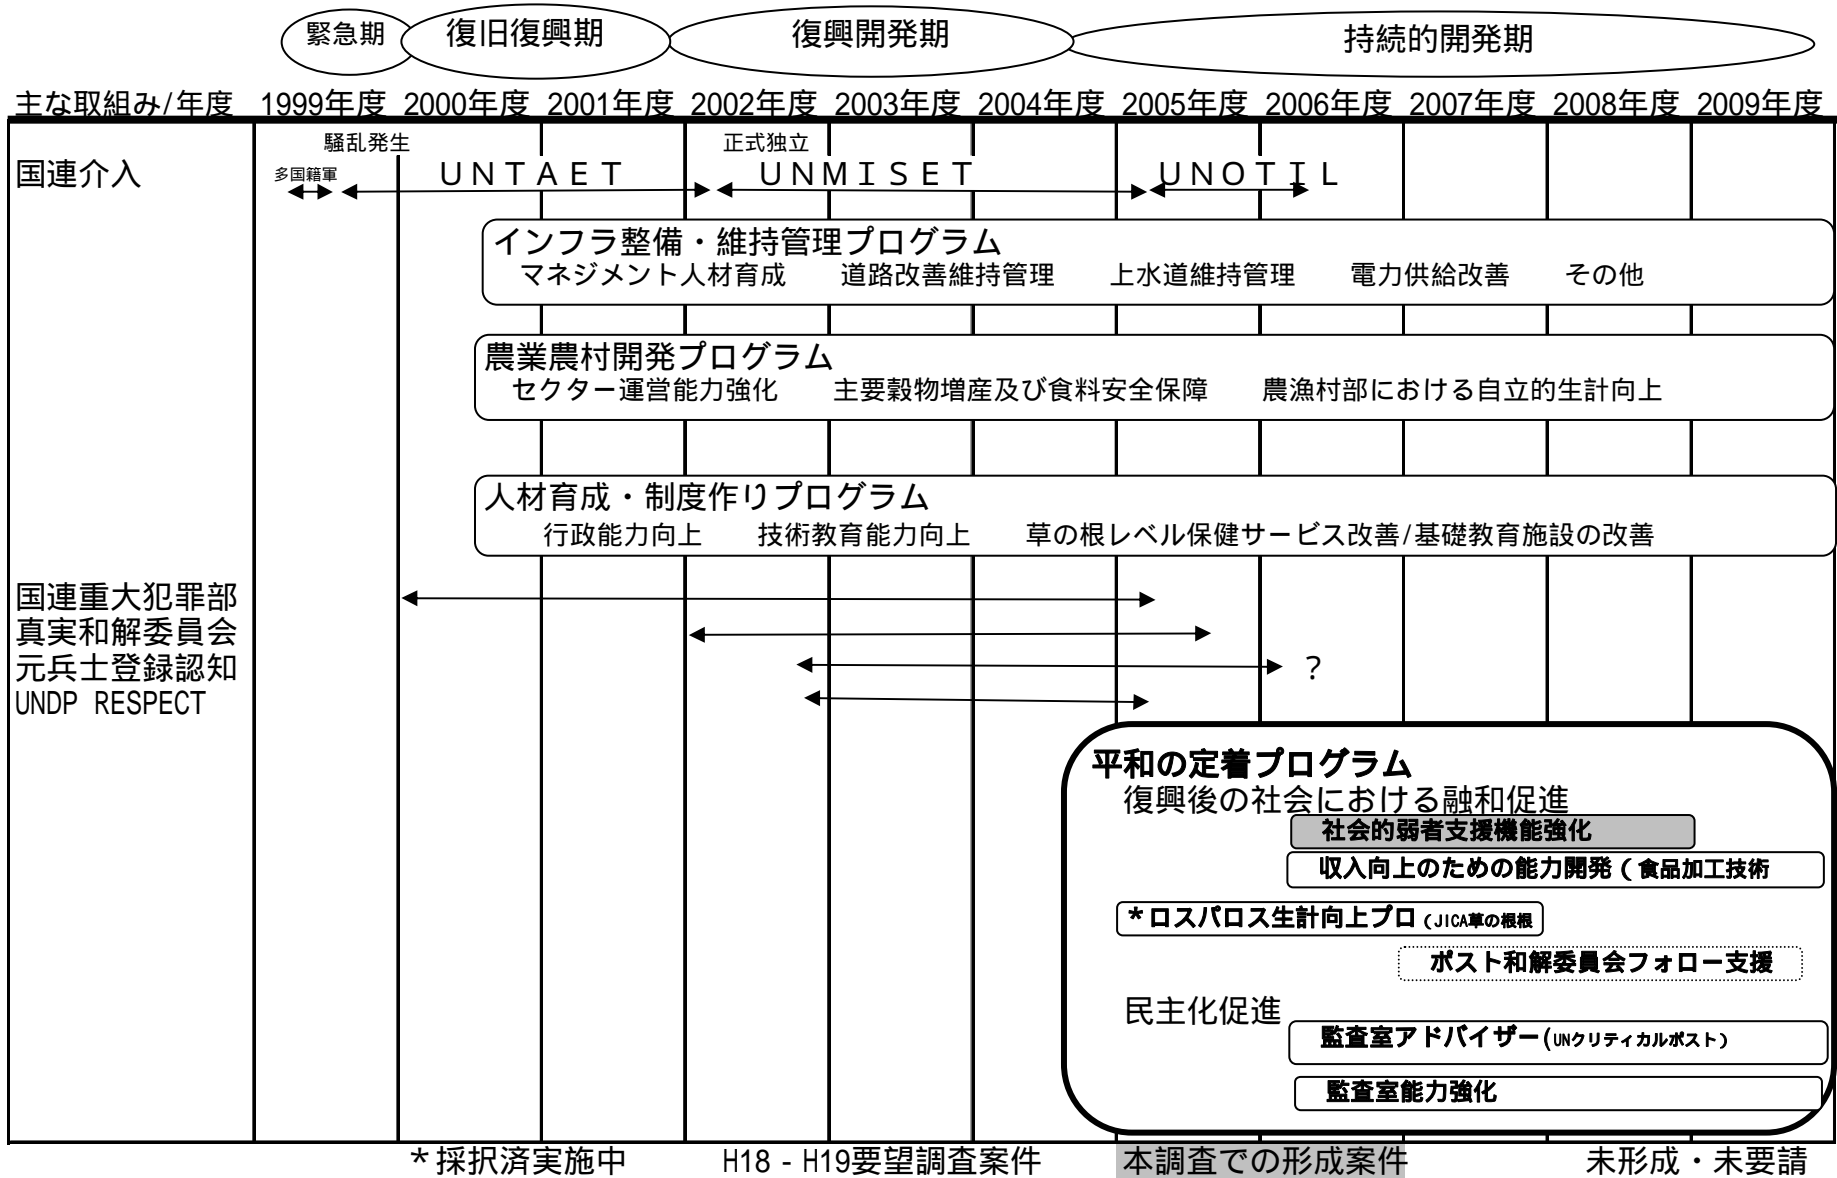 緊急期 復旧復興期 復興開発期 持続的開発期
主な取組み/年度 1999年度 2000年度 2001年度 2002年度 2003年度 2004年度 2005年度 2006年度 2007年度 2008年度 2009年度
騒乱発生 正式独立
国連介入 多国籍軍 ＵＮＴＡＥＴ ＵＮＭＩＳＥＴ ＵＮＯＴＩＬ
インフラ整備・維持管理プログラム
マネジメント人材育成 道路改善維持管理 上水道維持管理 電力供給改善 その他
農業農村開発プログラム
セクター運営能力強化 主要穀物増産及び食料安全保障 農漁村部における自立的生計向上
人材育成・制度作りプログラム
行政能力向上 技術教育能力向上 草の根レベル保健サービス改善/基礎教育施設の改善
国連重大犯罪部
真実和解委員会
元兵士登録認知 ？
UNDP RESPECT
平和の定着プログラム
復興後の社会における融和促進
社会的弱者支援機能強化
収入向上のための能力開発（食品加工技術
＊ロスパロス生計向上プロ（JICA草の根根
ポスト和解委員会フォロー支援
民主化促進
監査室アドバイザー(UNクリティカルポスト）
監査室能力強化
＊採択済実施中 H18‐H19要望調査案件 本調査での形成案件 未形成・未要請